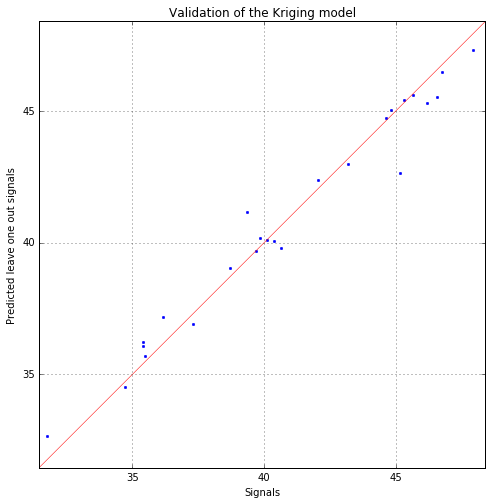 Validation of the Kriging model
45
40
35
Predicted leave one out signals
35 40 45
Signals